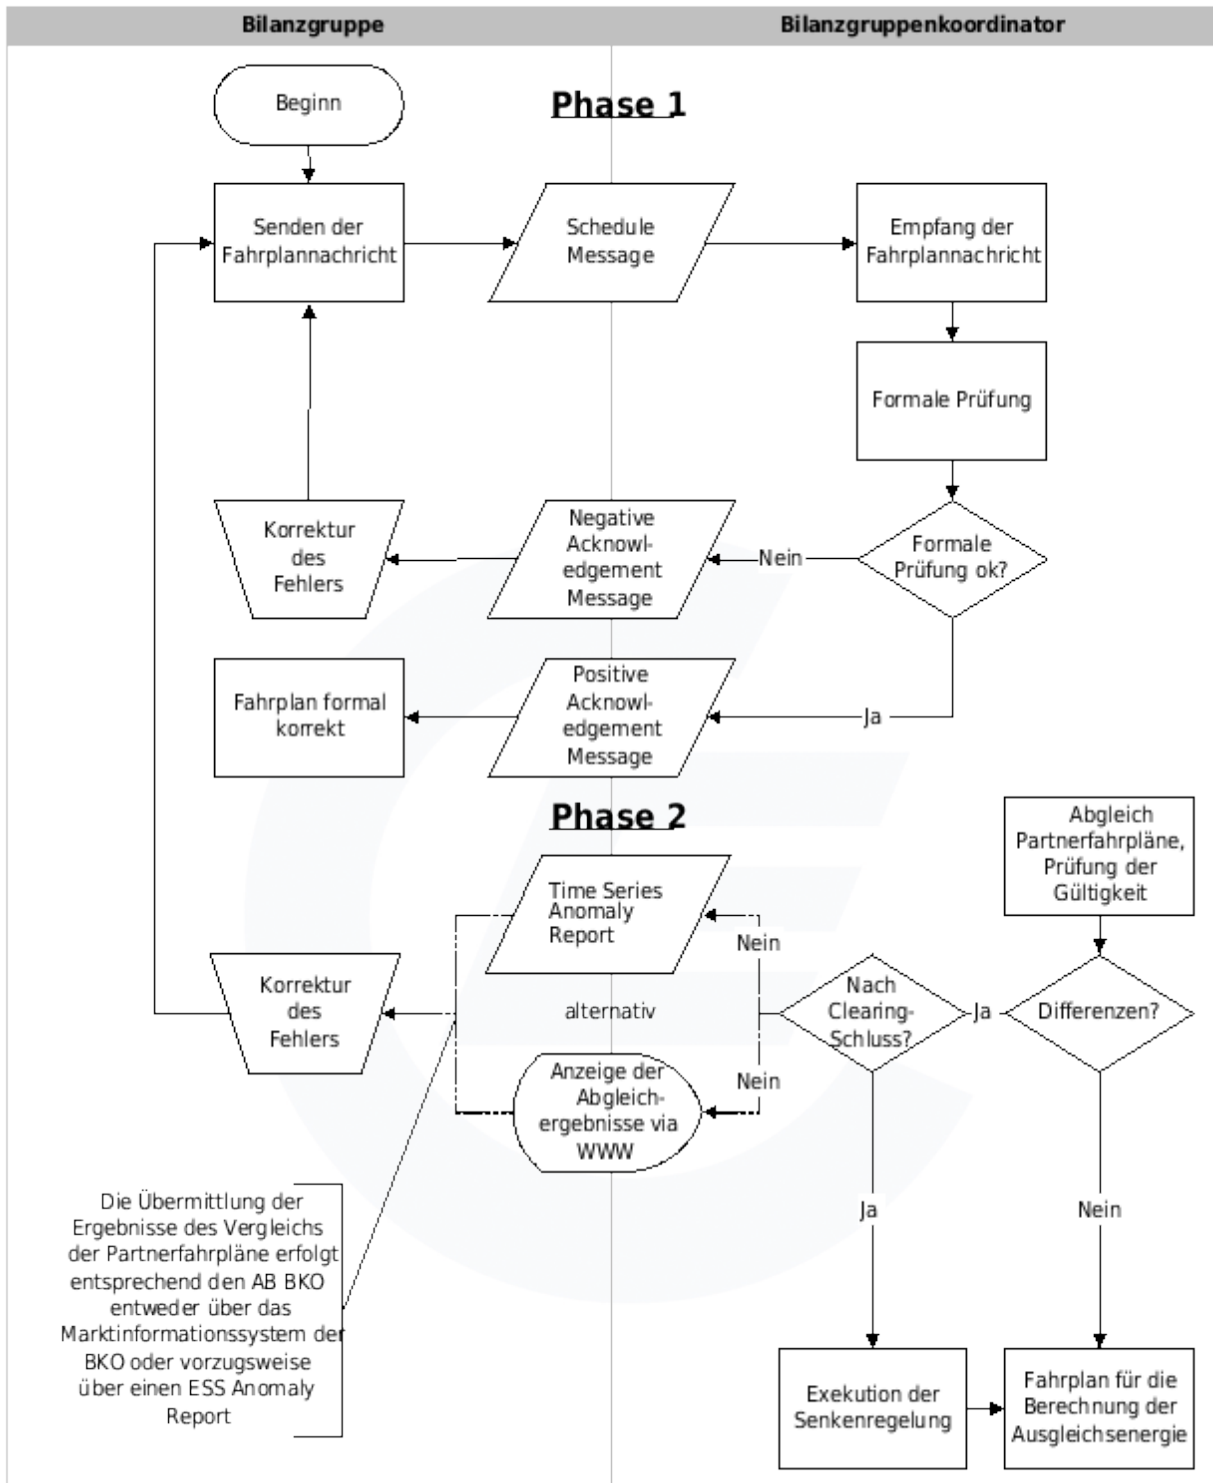 Bilanzgruppe
Bilanzgruppenkoordinator
Beginn
Phase 1
Senden der
Fahrplannachricht
Schedule
Message
Empfang der
Fahrplannachricht
Formale Prüfung
Korrektur
des
Fehlers
Negative
Acknowl-
edgement
Message
Nein
Formale
Prüfung ok?
Fahrplan formal
korrekt
Positive
Acknowl-
edgement
Message
Ja
Phase 2
Abgleich
Partnerfahrpläne,
Prüfung der
Gültigkeit
Time Series
Anomaly
Report
Nein
Korrektur
des
Fehlers
alternativ
Nach
Clearing-
Schluss?
Ja
Differenzen?
Anzeige der
Abgleich-
ergebnisse via
WWW
Nein
Ja
Nein
Die Übermittlung der
Ergebnisse des Vergleichs
der Partnerfahrpläne erfolgt
entsprechend den AB BKO
entweder über das
Marktinformationssystem der
BKO oder vorzugsweise
über einen ESS Anomaly
Report
Exekution der
Senkenregelung
Fahrplan für die
Berechnung der
Ausgleichsenergie